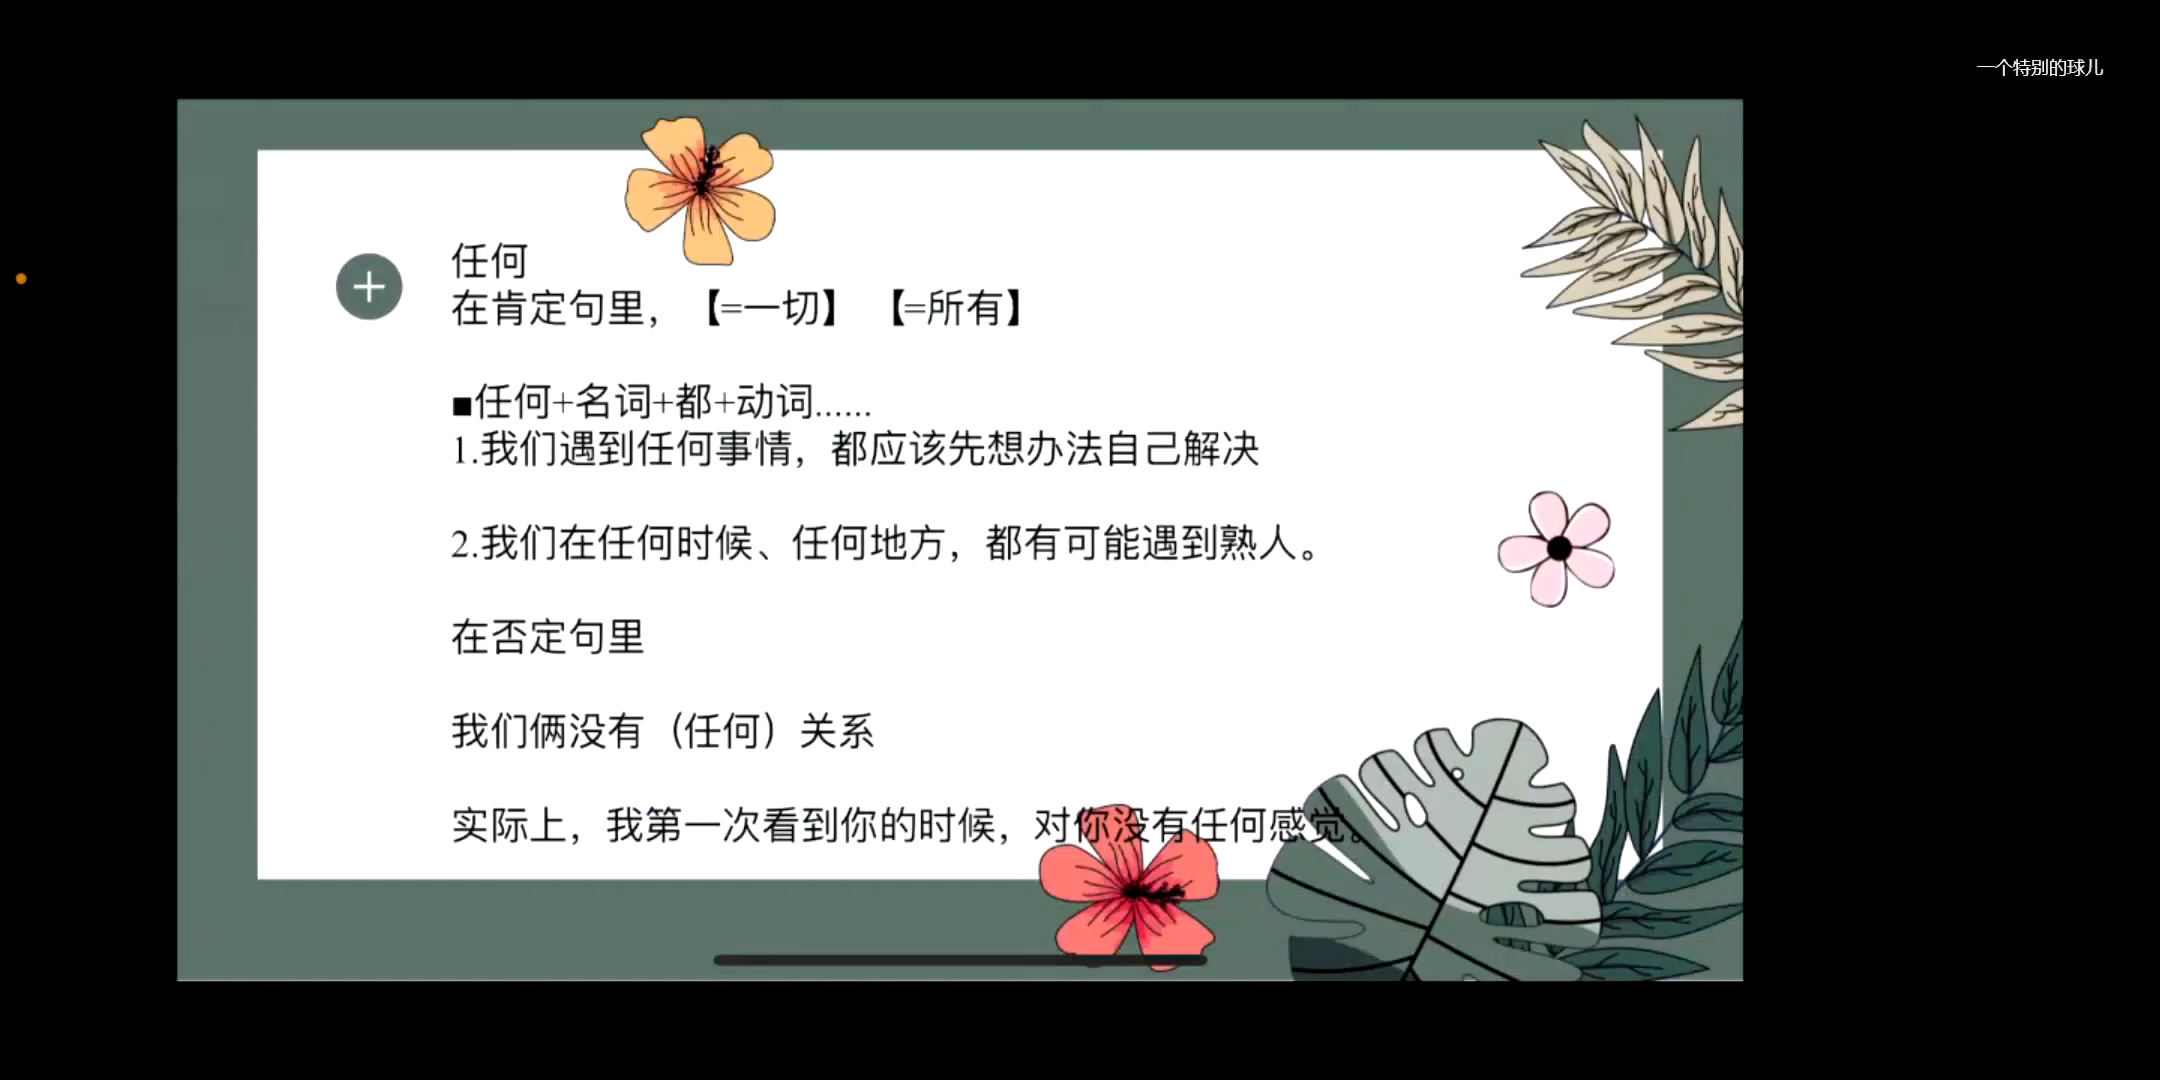 一个特别的球儿
任何
在肯定句里，【=一切】 【=所有】
■任何+名词+都+动词......
1.我们遇到任何事情，都应该先想办法自己解决
2.我们在任何时候、任何地方，都有可能遇到熟人。
在否定句里
我们俩没有（任何）关系
实际上，我第一次看到你的时候，对你没有任何感觉。